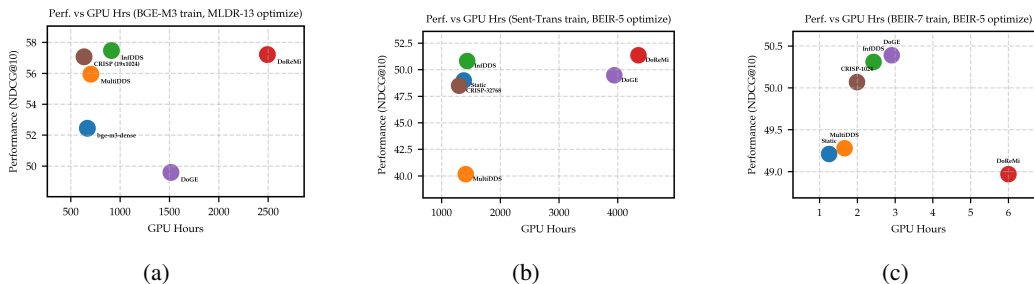 Perf. vs GPU Hrs (BGE-M3 train, MLDR-13 optimize)
Performance (NDCG@10)
58
56
54
52
50
InfDDS
CRISP (19x1024)
MultiDDS
DoReMi
bge-m3-dense
DoGE
500
1000
1500
2000
2500
GPU Hours
(a)
Perf. vs GPU Hrs (Sent-Trans train, BEIR-5 optimize)
Performance (NDCG@10)
52.5
50.0
47.5
45.0
42.5
40.0
DoReMi
InfDDS
DoGE
Static
CRISP-32768
MultiDDS
1000
2000
3000
4000
GPU Hours
(b)
Perf. vs GPU Hrs (BEIR-7 train, BEIR-5 optimize)
Performance (NDCG@10)
50.5
50.0
49.5
49.0
DoGE
InfDDS
CRISP-1024
MultiDDS
Static
DoReMi
1
2
3
4
5
6
GPU Hours
(c)